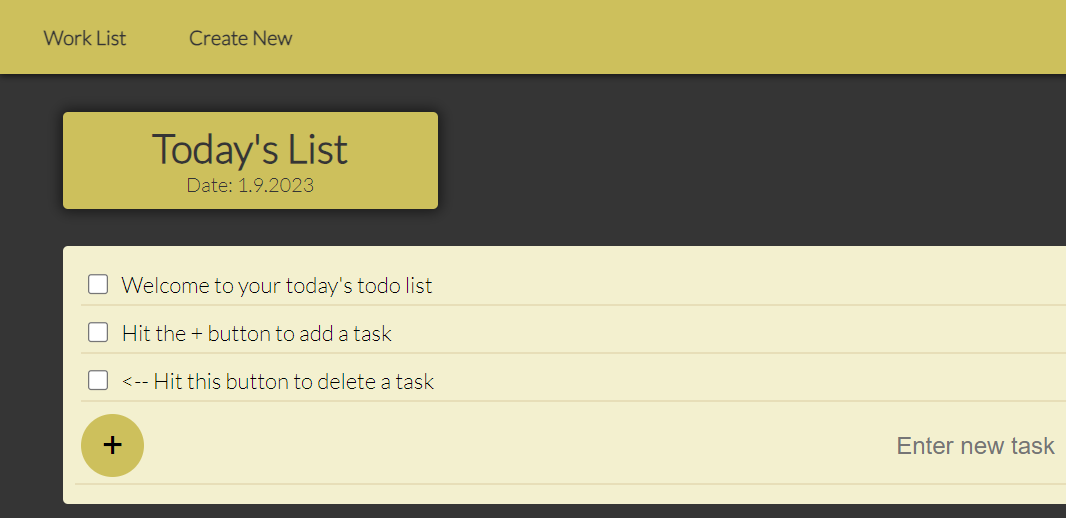 Work List
Create New
Today's List
Date: 1.9.2023
Welcome to your today's todo list
Hit the + button to add a task
<-- Hit this button to delete a task
+
Enter new task